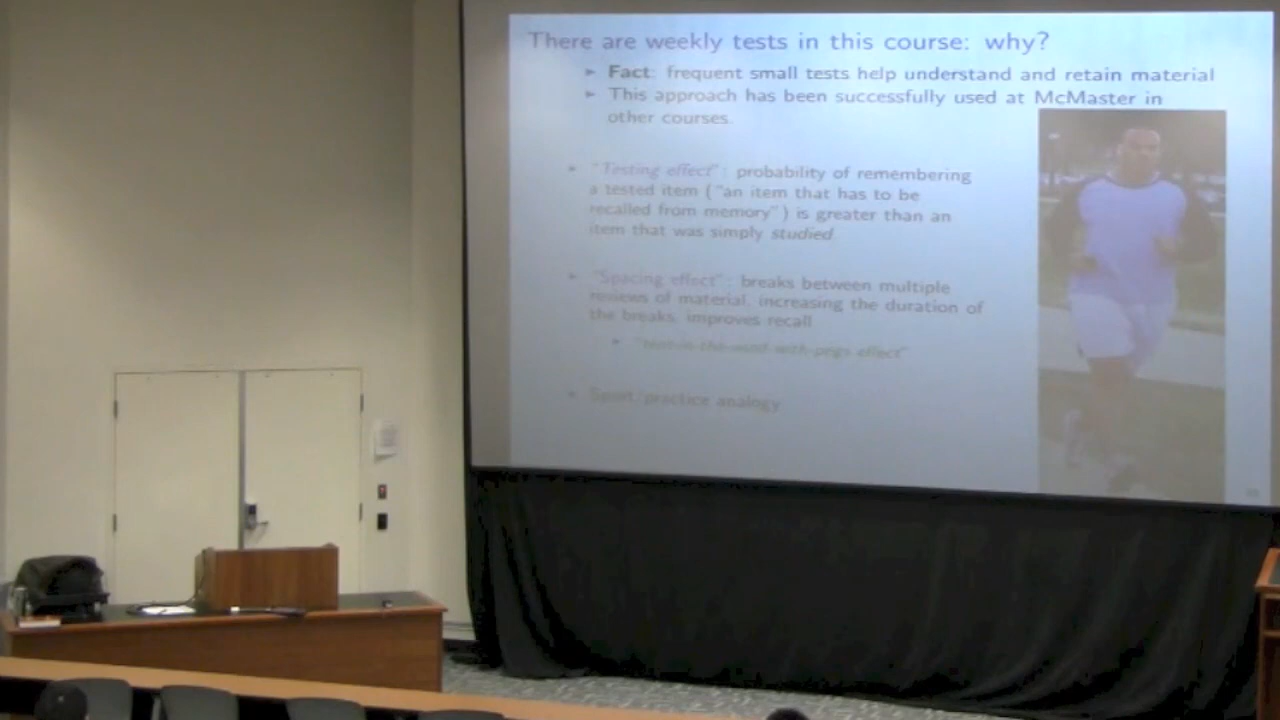 There are weekly tests in this course: why?
Fact: frequent small tests help understand and retain material
This approach has been successfully used at McMaster in
other courses.
"Testing effect": probability of remembering
a tested item ("an item that has to be
recalled from memory") is greater than an
item that was simply studied
"Spacing effect": breaks between multiple
reviews of material, increasing the duration of
the breaks, improves recall
effect"
Sport/practice analogy